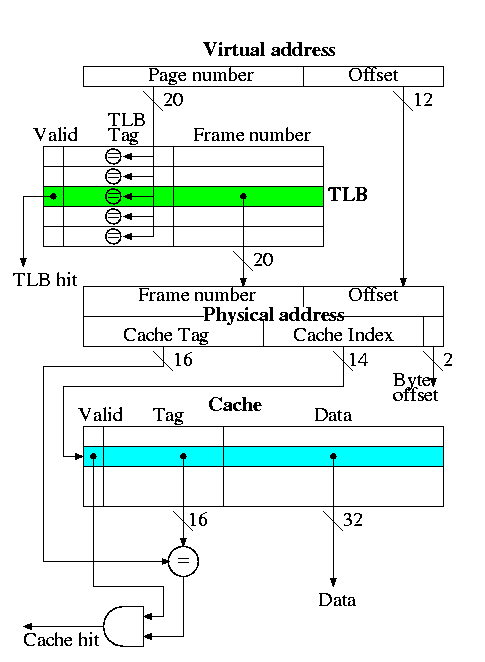 Virtual address
Page number Offset
20 12
TLB
Valid Tag Frame number
= 
=
= TLB
=
=
20
TLB hit
Frame number Offset
Physical address
Cache Tag Cache Index
16 14 2
Byte
offset
Cache
Valid Tag Data
16 32
=
Data
Cache hit